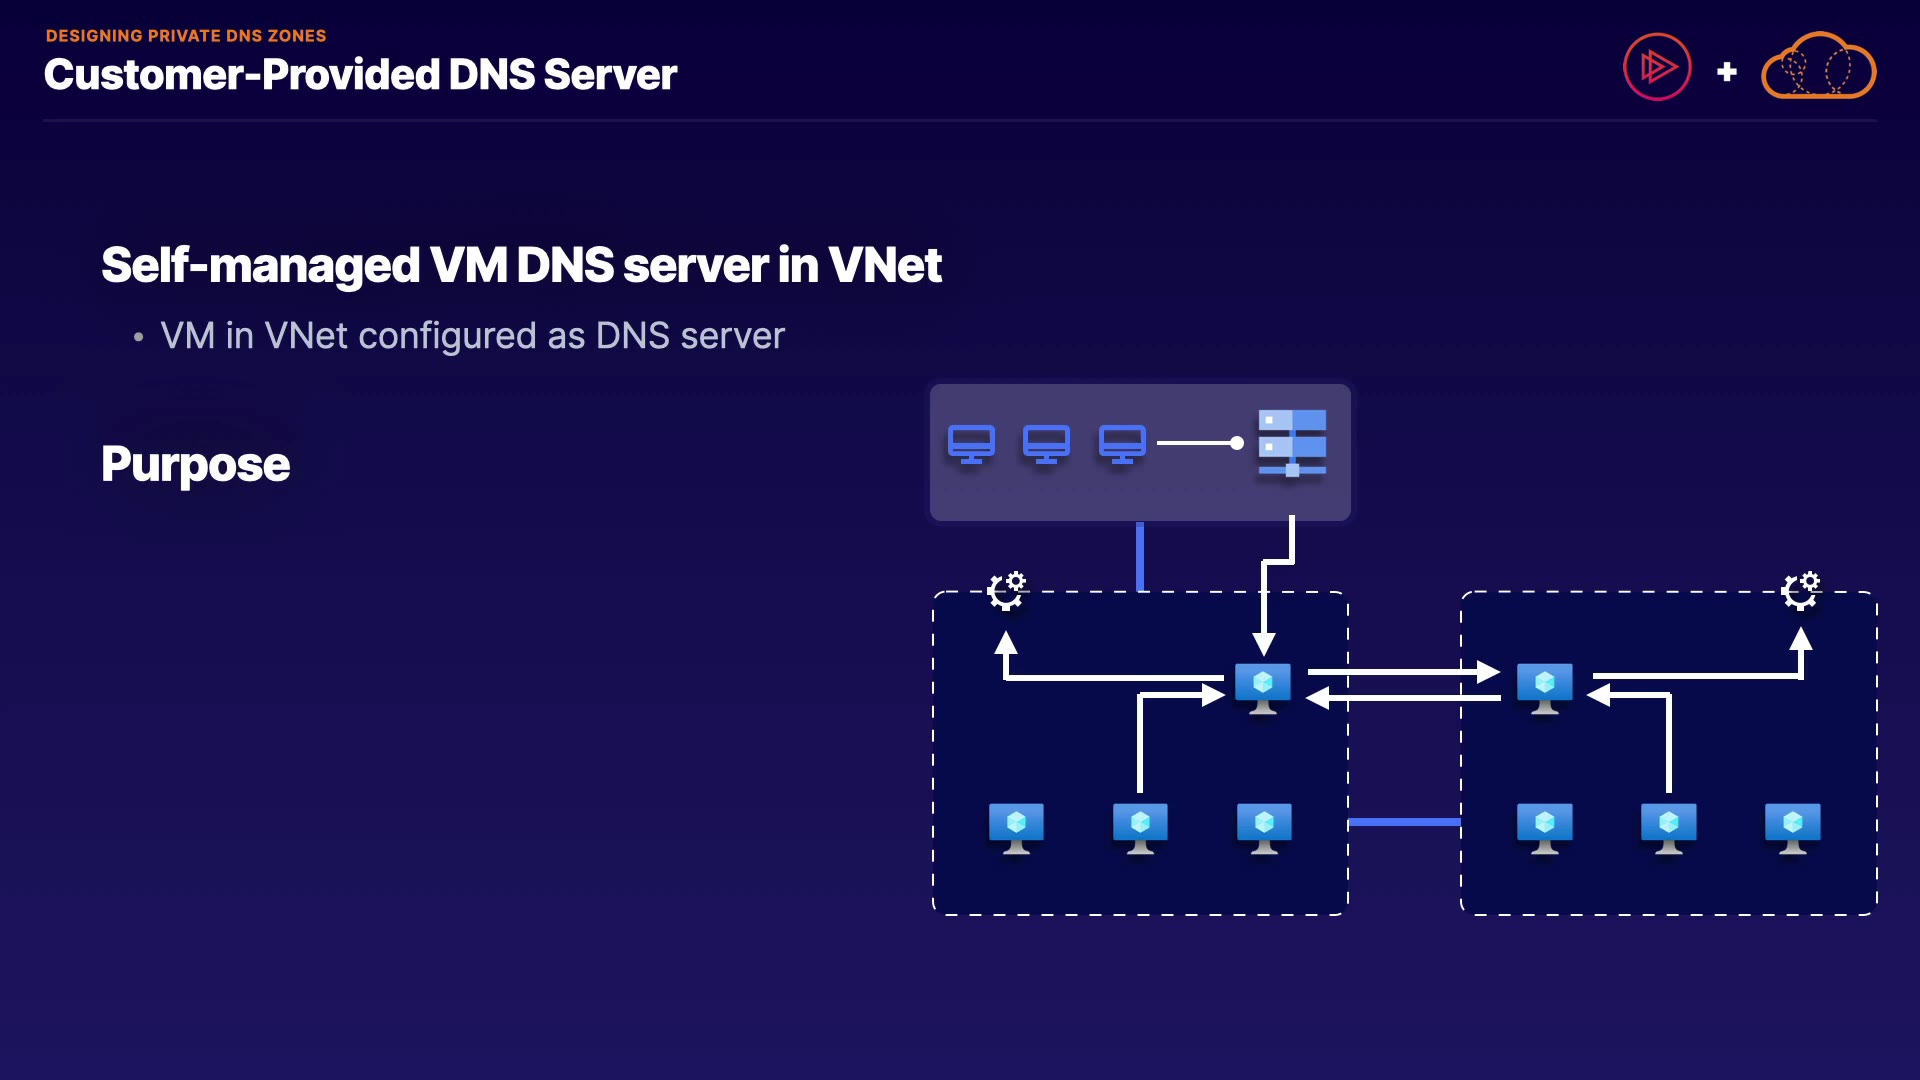 DESIGNING PRIVATE DNS ZONES
Customer-Provided DNS Server
Self-managed VM DNS server in VNet
• VM in VNet configured as DNS server
Purpose